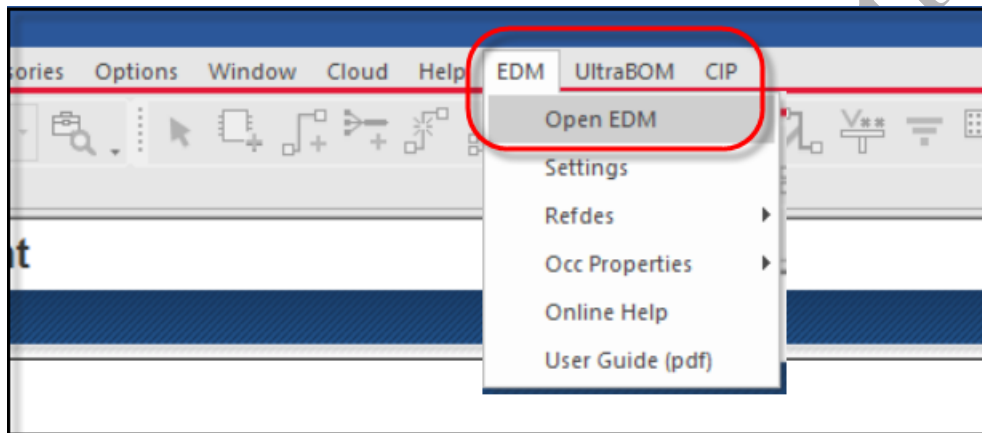 sories Options Window Cloud Help EDM UltraBOM CIP
Open EDM
Settings
Refdes
Occ Properties
Online Help
User Guide (pdf)
t